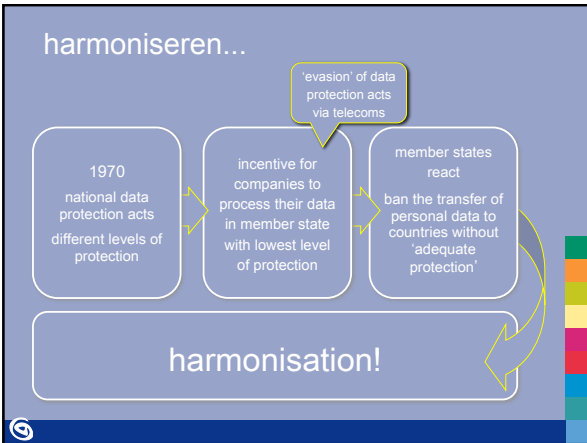 harmoniseren...
‘evasion’ of data
protection acts
via telecoms
1970
national data
protection acts
different levels of
protection
incentive for
companies to
process their data
in member state
with lowest level
of protection
member states
react
ban the transfer of
personal data to
countries without
‘adequate
protection’
harmonisation!